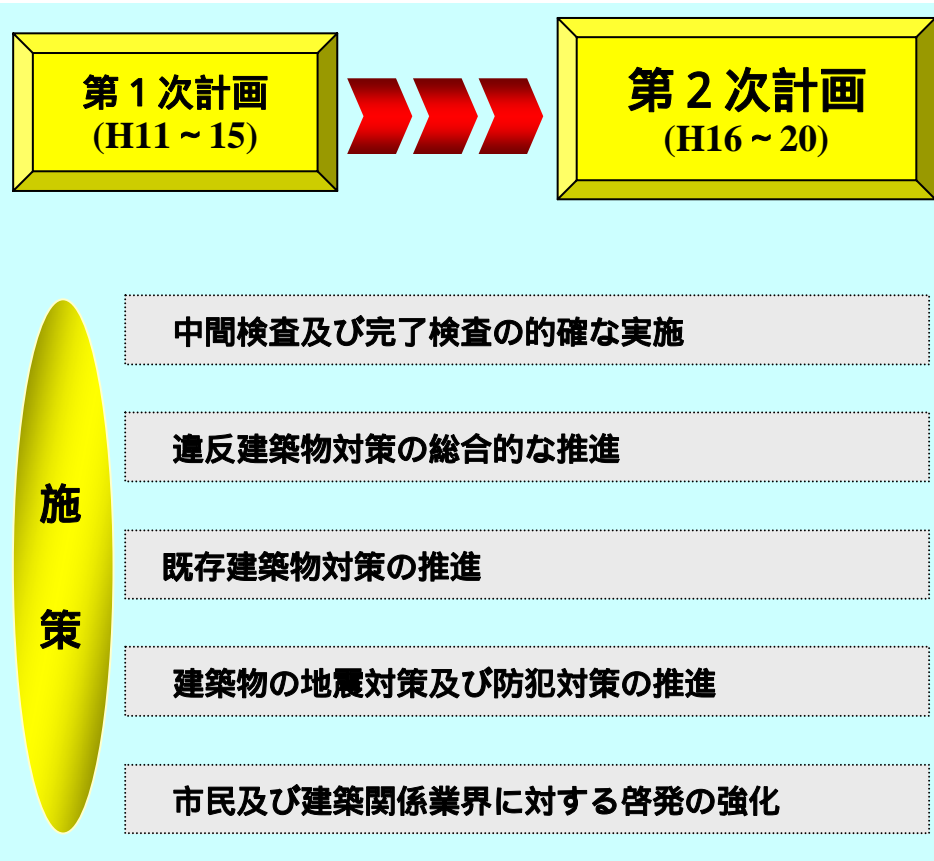 第1次計画
(H11~15)
第2次計画
(H16~20)
施策
中間検査及び完了検査の的確な実施
違反建築物対策の総合的な推進
既存建築物対策の推進
建築物の地震対策及び防犯対策の推進
市民及び建築関係業界に対する啓発の強化